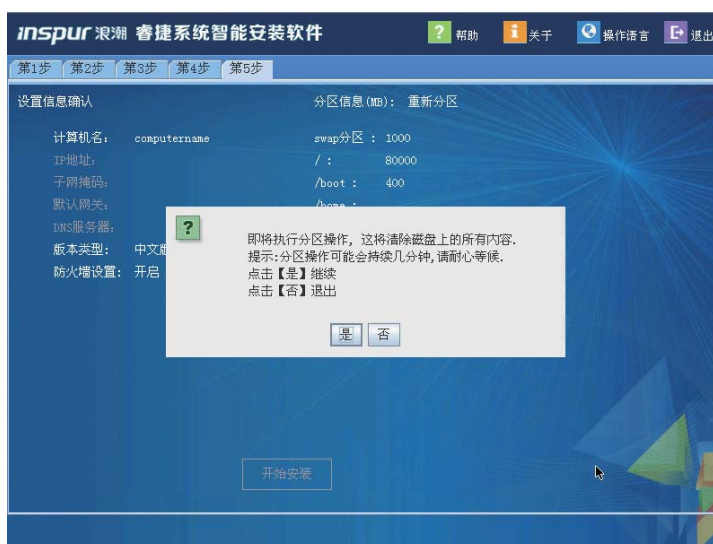 inspur 浪潮 睿捷系统智能安装软件
帮助 关于 操作语言 退出
第1步 第2步 第3步 第4步 第5步
设置信息确认
分区信息(MB): 重新分区
计算机名: computername
swap分区 : 1000
IP地址:
/ : 80000
子网掩码:
/boot : 400
默认网关:
/home :
DNS服务器:
版本类型: 中文版
防火墙设置: 开启
即将执行分区操作, 这将清除磁盘上的所有内容.
提示:分区操作可能会持续几分钟,请耐心等候.
点击【是】继续
点击【否】退出
是 否
开始安装